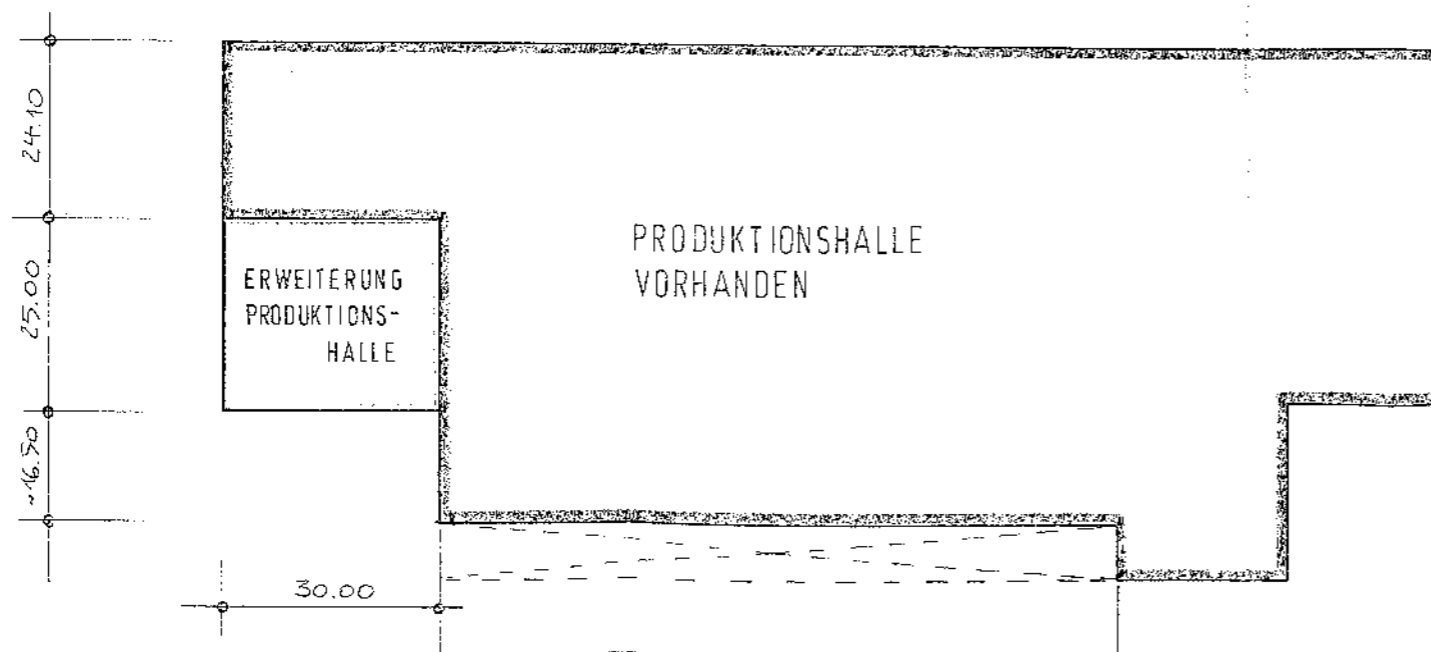 24.10
PRODUKTIONSHALLE
VORHANDEN
25.00
ERWEITERUNG
PRODUKTIONS-
HALLE
~16.50
30.00